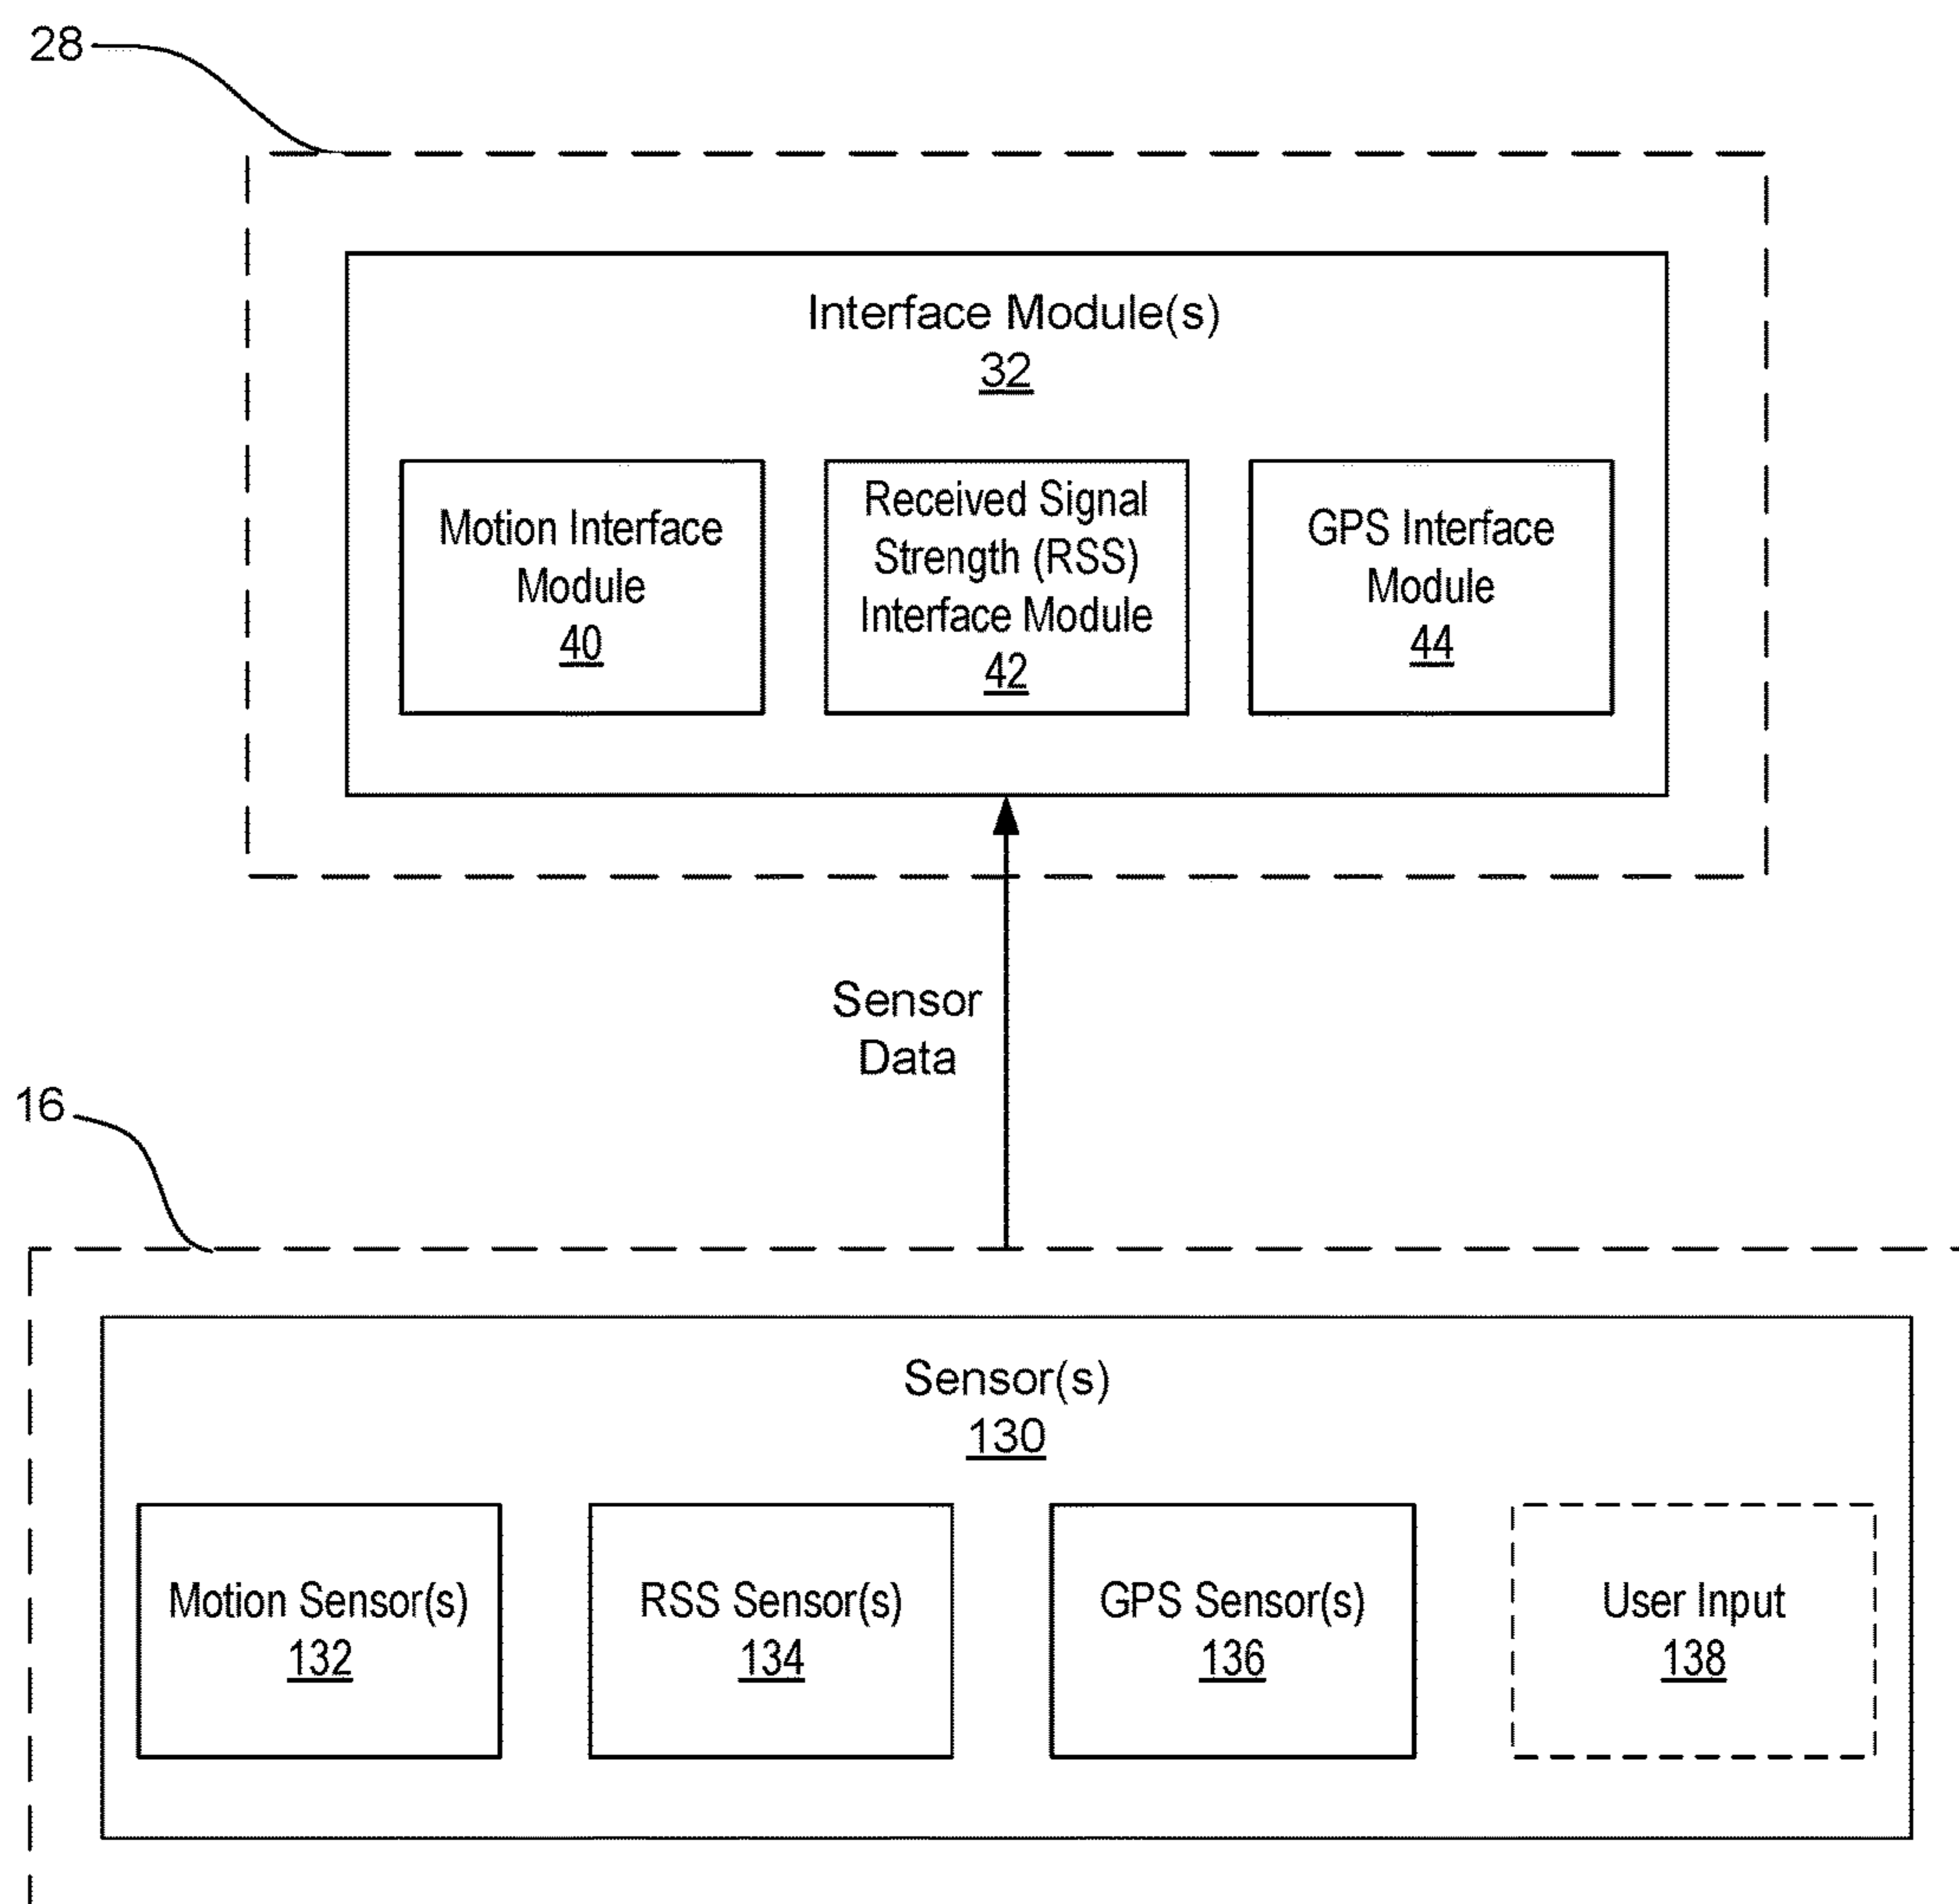 28
Interface Module(s)
32
Motion Interface
Module
40
Received Signal
Strength (RSS)
Interface Module
42
GPS Interface
Module
44
Sensor
Data
16
Sensor(s)
130
Motion Sensor(s)
132
RSS Sensor(s)
134
GPS Sensor(s)
136
User Input
138